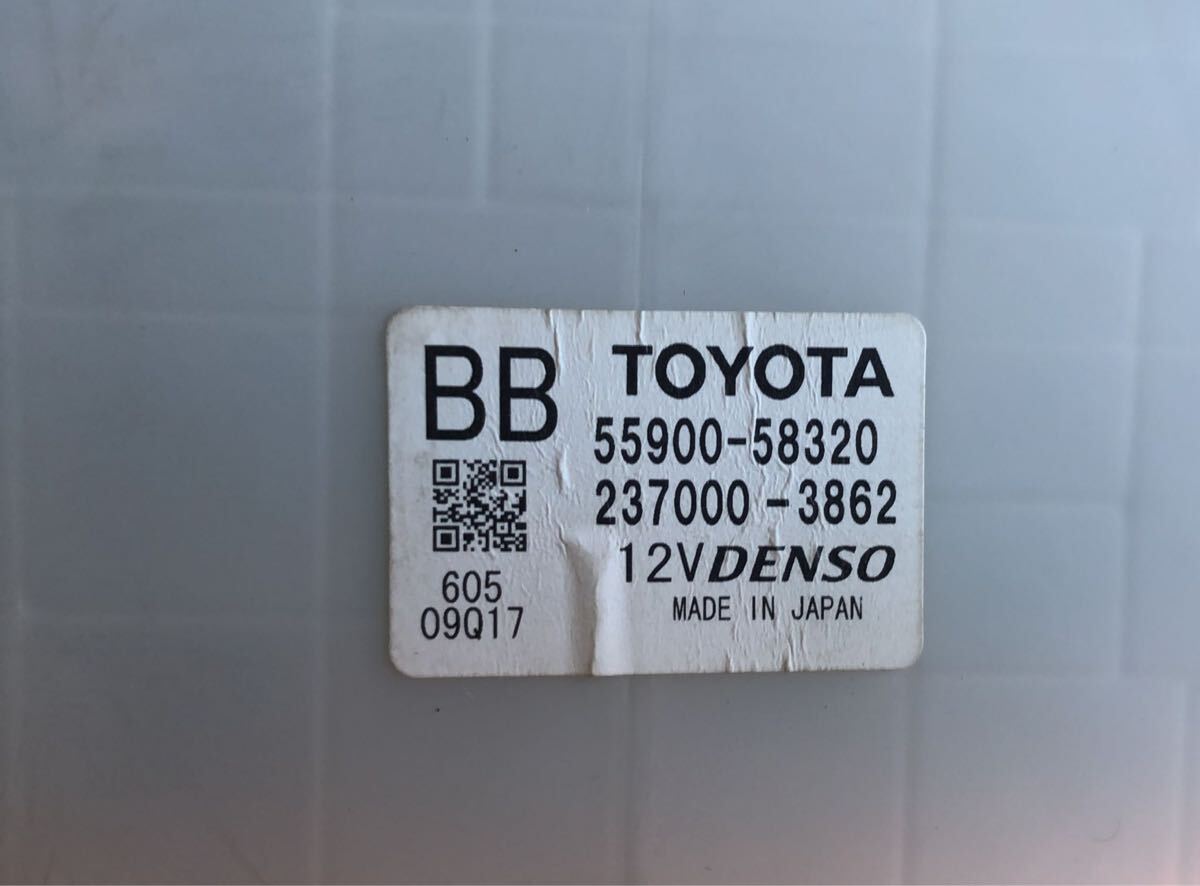 BB
605
09Q17
TOYOTA
55900-58320
237000-3862
12V DENSO
MADE IN JAPAN